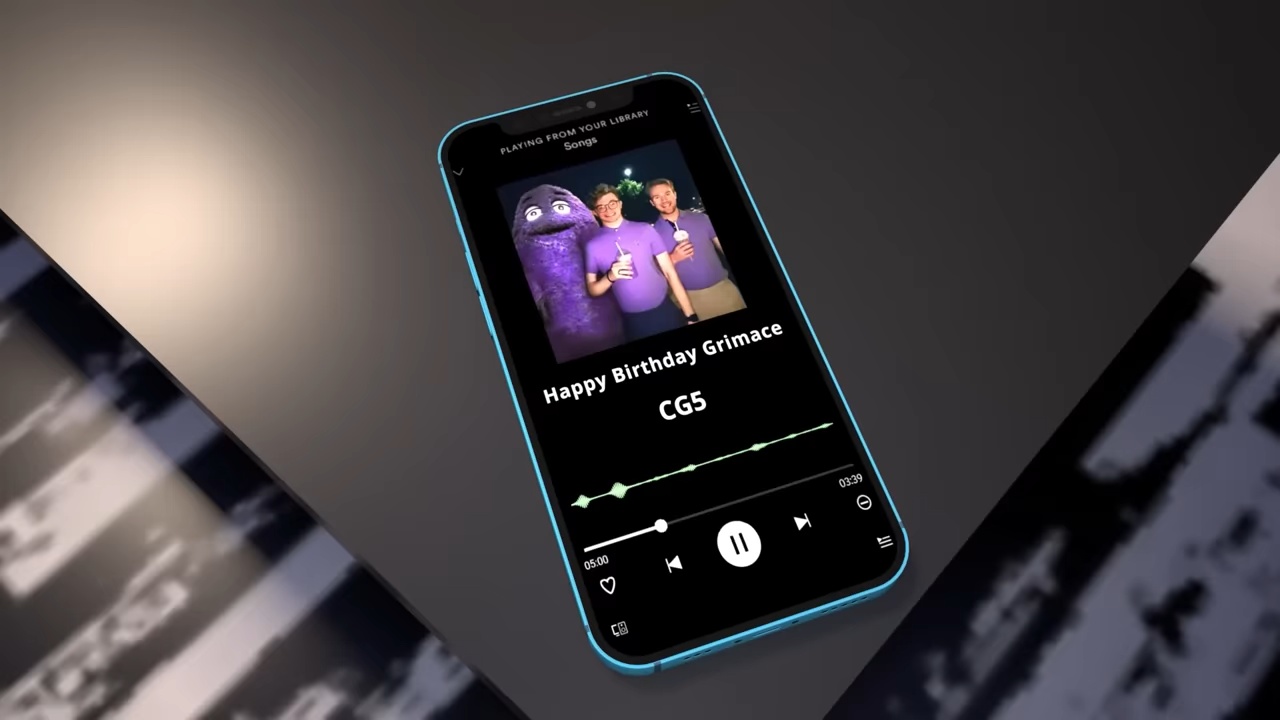 PLAYING FROM YOUR LIBRARY
Songs
Happy Birthday Grimace
CG5
05:00
03:39